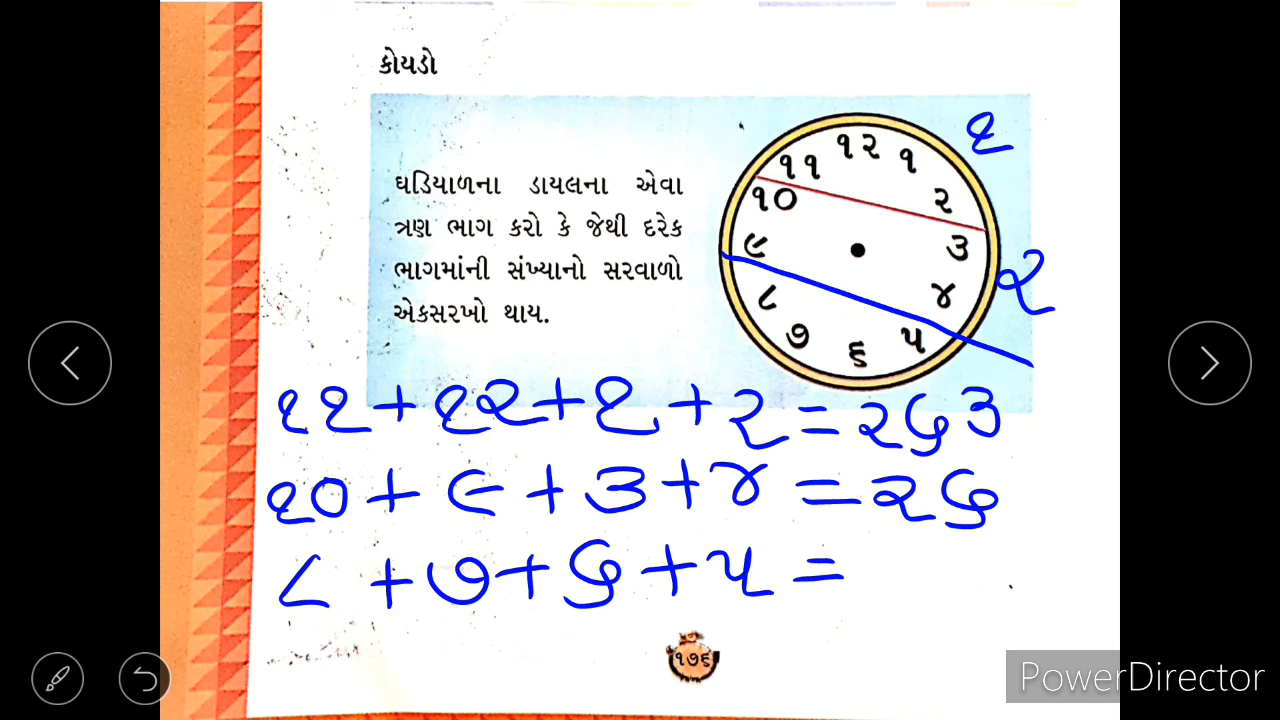 કોયડો
ઘડિયાળના ડાયલના એવા
ત્રણ ભાગ કરો કે જેથી દરેક
ભાગમાંની સંખ્યાનો સરવાળો
એકસરખો થાય.
૧૧ ૧૨ ૧
૧૦ ૨
૯ ૩
૮ ૪
૭ ૬ ૫
૧
૨
૧૧+૧૨+૧+૨=૨૬૩
૧૦+૯+૩+૪=૨૬
૮+૭+૬+૫=
૧૭૬
PowerDirector